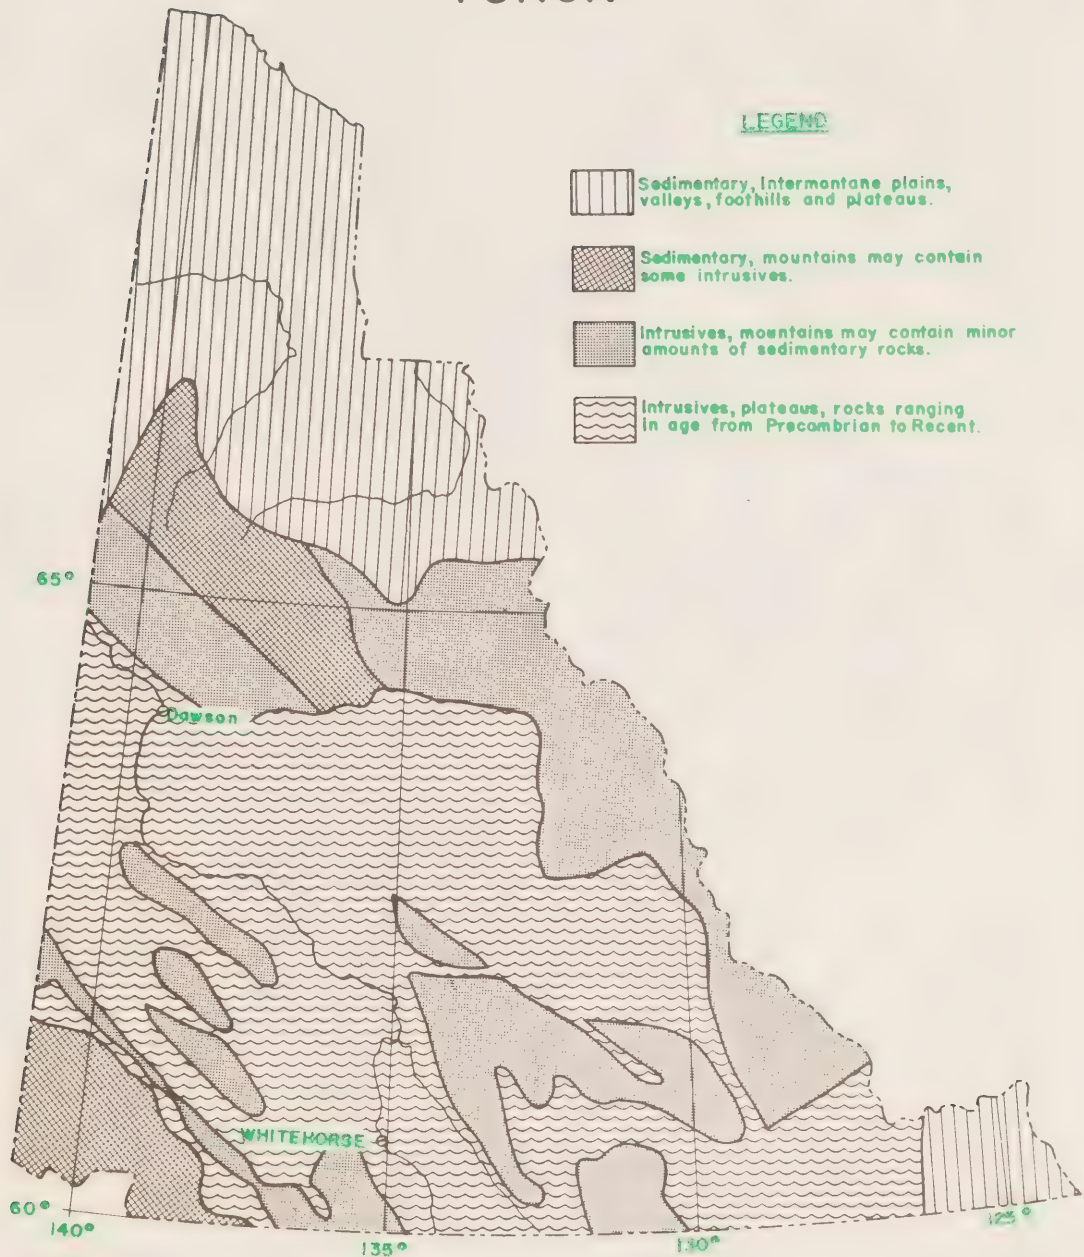 LEGEND
Sedimentary, Intermontane plains,
valleys, foothills and plateaus.
Sedimentary, mountains may contain
some intrusives.
Intrusives, mountains may contain minor
amounts of sedimentary rocks.
Intrusives, plateaus, rocks ranging
in age from Precambrian to Recent.
65°
Dawson
WHITEHORSE
60°
140°
135°
130°
125°